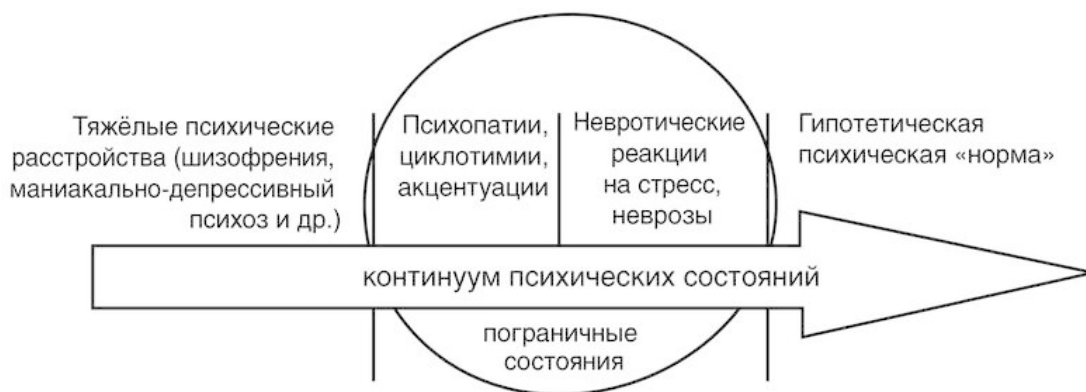 Тяжёлые психические
расстройства (шизофрения,
маниакально-депрессивный
психоз и др.)
Психопатии,
циклотимии,
акцентуации
Невротические
реакции
на стресс,
неврозы
Гипотетическая
психическая «норма»
континуум психических состояний
пограничные
состояния